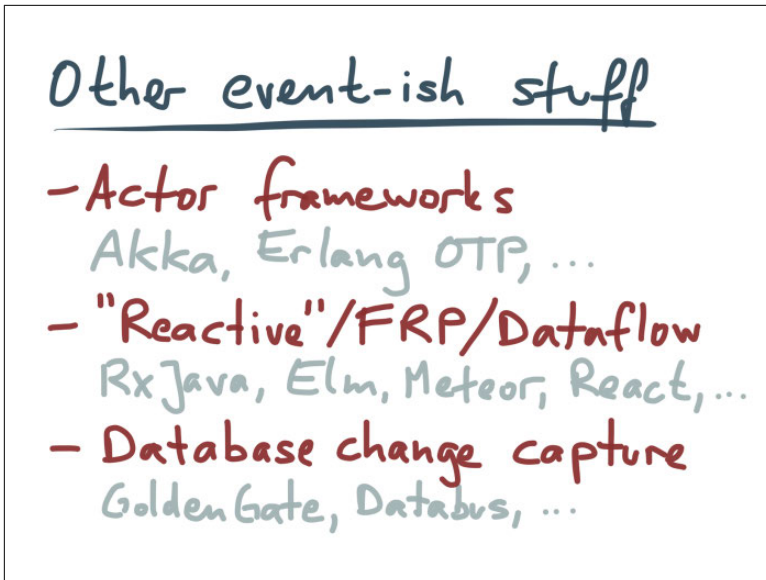 Other event-ish stuff
- Actor frameworks
Akka, Erlang OTP, ...
- "Reactive"/FRP/Dataflow
RxJava, Elm, Meteor, React, ...
- Database change capture
GoldenGate, Databus, ...